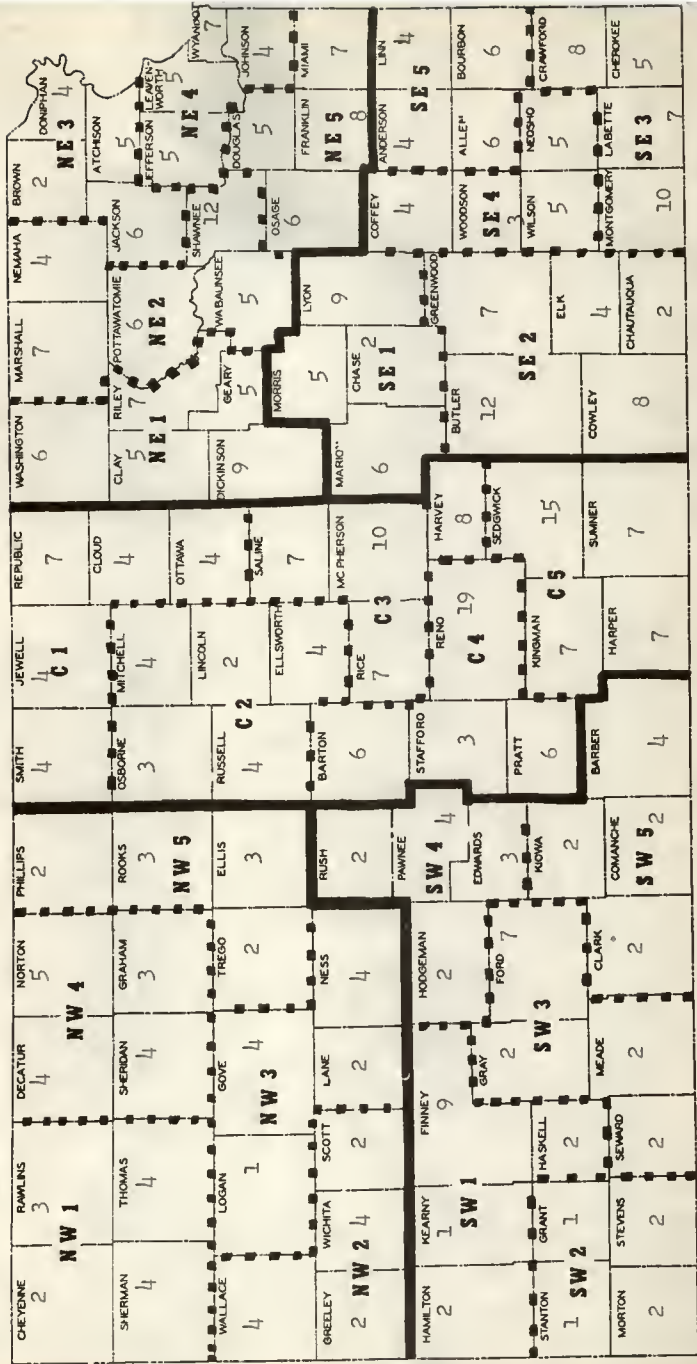 CHEYENNE RAWLINS DECATUR NORTON PHILLIPS SMITH JEWELL REPUBLIC WASHINGTON MARSHALL NEMAHA BROWN DONIPHAN
2 3 4 5 2 4 4 7 6 7 4 2 4
NW 1 NW 4 C 1 NE 3
CLOUD
4
ATCHISON
5
SHERMAN THOMAS SHERIDAN GRAHAM ROOKS OSBORNE MITCHELL CLAY RILEY POTTAWATOMIE JACKSON JEFFERSON LEAVENWORTH WYANDOT
4 4 4 3 3 3 4 5 7 6 6 5 5 7
NW 5 NE 1 NE 2 NE 4
OTTAWA
4
LINCOLN
2
WALLACE LOGAN GOVE TREGO ELLIS RUSSELL DICKINSON GEARY WABAUNSEE SHAWNEE DOUGLAS JOHNSON
4 1 4 2 3 4 9 5 5 12 5 4
NW 3 C 2
SALINE
7
ELLSWORTH
4
MORRIS
5
OSAGE
6
FRANKLIN MIAMI
8 7
NE 5
GREELEY WICHITA SCOTT LANE NESS RUSH BARTON RICE MC PHERSON MARION CHASE LYON
2 4 2 2 4 2 6 7 10 6 2 9
NW 2 C 3 SE 1
COFFEY ANDERSON LINN
4 4 4
SE 5
HAMILTON KEARNY FINNEY HODGEMAN PAWNEE STAFFORD RENO HARVEY
2 1 9 2 4 3 19 8
SW 1 SW 4 C 4
GRAY FORD EDWARDS
2 7 3
SW 3
BUTLER GREENWOOD WOODSON ALLEN BOURBON
12 7 3 6 6
SE 4
STANTON GRANT HASKELL KIOWA PRATT KINGMAN SEDGWICK
1 1 2 2 6 7 15
SW 2 C 5 SE 2
ELK WILSON NEOSHO CRAWFORD
4 5 5 8
MORTON STEVENS SEWARD MEADE CLARK COMANCHE BARBER HARPER SUMNER COWLEY CHAUTAUQUA MONTGOMERY LABETTE CHEROKEE
2 2 2 2 2 2 4 7 7 8 2 10 7 5
SW 5 SE 3